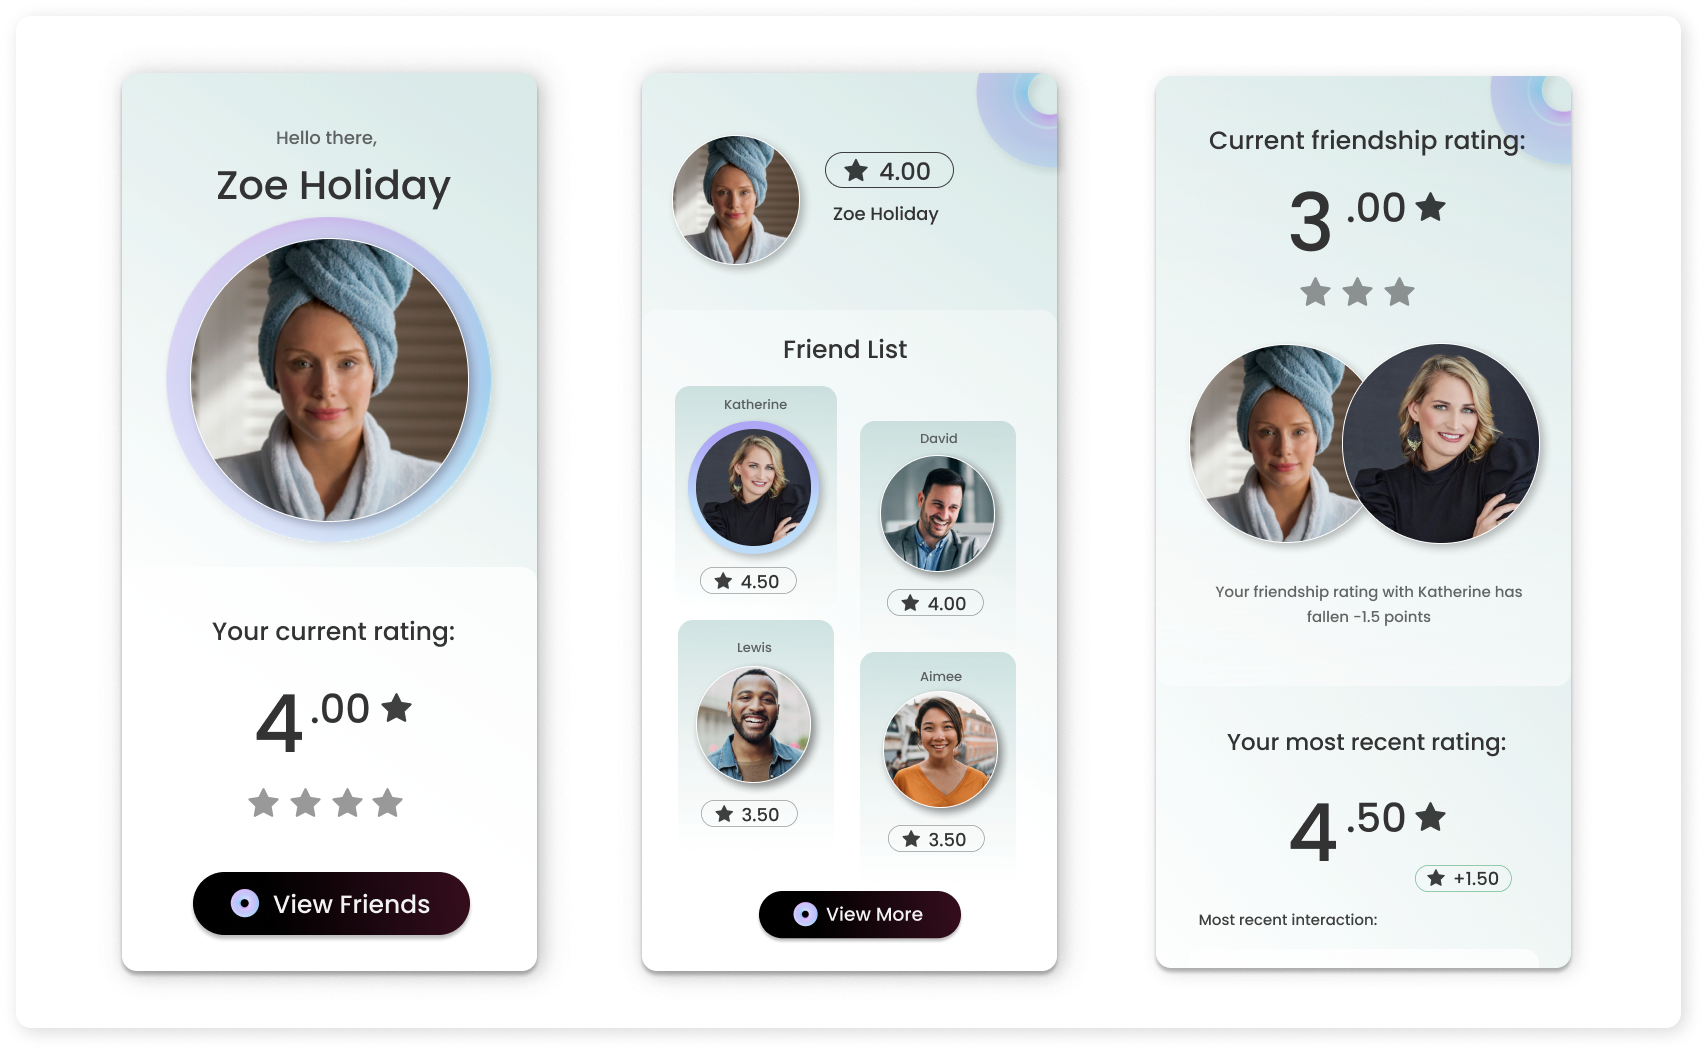 Hello there,
Zoe Holiday
Your current rating:
4.00
View Friends
4.00
Zoe Holiday
Friend List
Katherine
4.50
David
4.00
Lewis
3.50
Aimee
3.50
View More
Current friendship rating:
3.00
Your friendship rating with Katherine has
fallen -1.5 points
Your most recent rating:
4.50
+1.50
Most recent interaction: